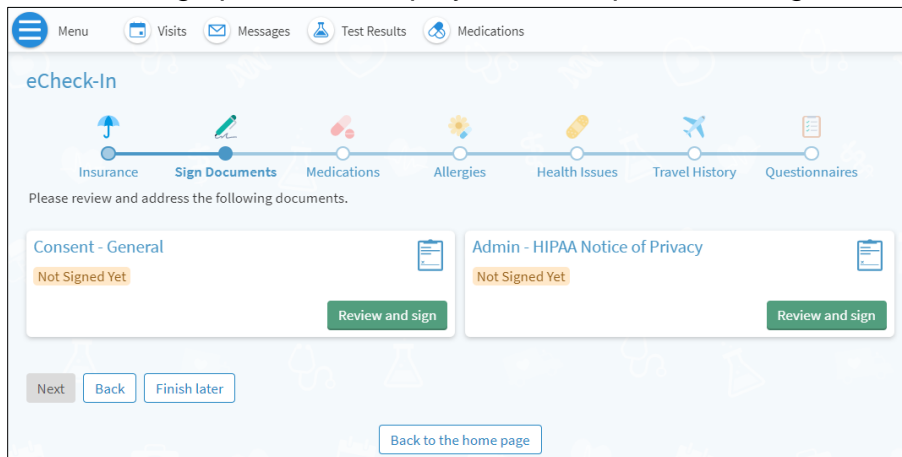 Menu Visits Messages Test Results Medications
eCheck-In
Insurance Sign Documents Medications Allergies Health Issues Travel History Questionnaires
Please review and address the following documents.
Consent - General Admin - HIPAA Notice of Privacy
Not Signed Yet Not Signed Yet
Review and sign Review and sign
Next Back Finish later
Back to the home page